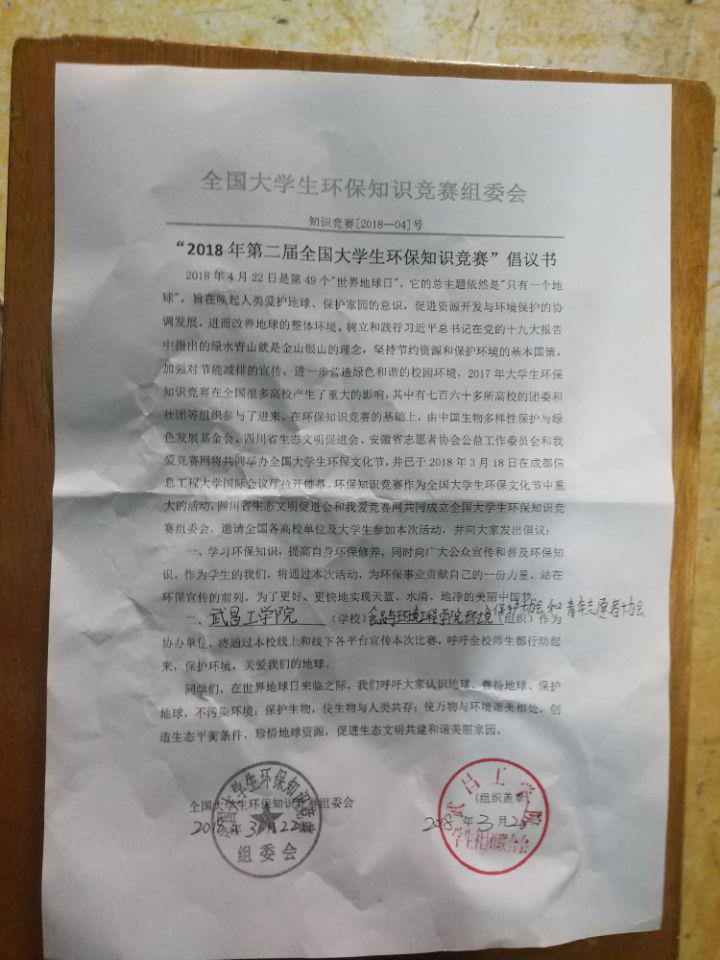 全国大学生环保知识竞赛组委会
知识竞赛[2018—04]号
“2018年第二届全国大学生环保知识竞赛”倡议书
2018年4月22日是第49个"世界地球日"，它的总主题依然是"只有一个地
球"，旨在唤起人类爱护地球、保护家园的意识，促进资源开发与环境保护的协
调发展，进而改善地球的整体环境。树立和践行习近平总书记在党的十九大报告
中指出的绿水青山就是金山银山的理念，坚持节约资源和保护环境的基本国策，
加强对节能减排的宣传，进一步营造绿色和谐的校园环境，2017年大学生环保
知识竞赛在全国很多高校产生了重大的影响，其中有七百六十多所高校的团委和
社团等组织参与了进来。在环保知识竞赛的基础上，由中国生物多样性保护与绿
色发展基金会、四川省生态文明促进会、安徽省志愿者协会公益工作委员会和我
爱竞赛网将共同举办全国大学生环保文化节，并已于2018年3月18日在成都信
息工程大学国际会议厅拉开帷幕。环保知识竞赛作为全国大学生环保文化节中重
大的活动，四川省生态文明促进会和我爱竞赛网共同成立全国大学生环保知识竞
赛组委会，邀请全国各高校单位及大学生参加本次活动，并向大家发出倡议：
一、学习环保知识，提高自身环保修养，同时向广大公众宣传和普及环保知
识。作为学生的我们，将通过本次活动，为环保事业贡献自己的一份力量，站在
环保宣传的前列，为了更好、更快地实现天蓝、水清、地净的美丽中国梦。
二、武昌工学院（学校）食品与环境工程学院环境保护协会和青年志愿者协会（组织）作为
协办单位，将通过本校线上和线下各平台宣传本次比赛，呼吁全校师生都行动起
来，保护环境，关爱我们的地球。
同学们，在世界地球日来临之际，我们呼吁大家认识地球、善待地球、保护
地球，不污染环境；保护生物，使生物与人类共存；使万物与环境谐美相处。创
造生态平衡条件，珍惜地球资源，促进生态文明共建和谐美丽家园。
全国大学生环保知识竞赛组委会 （组织盖章）
2018年3月22日 2018年3月22日
全国大学生环保知识竞赛
组委会
武昌工学院
学生社团联合会